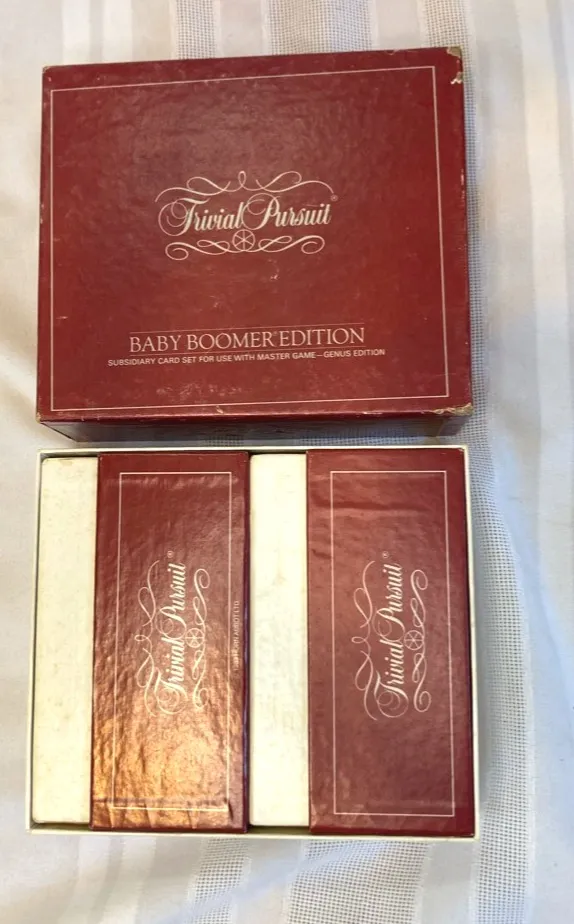 Trivial Pursuit®
BABY BOOMER® EDITION
SUBSIDIARY CARD SET FOR USE WITH MASTER GAME—GENUS EDITION
Trivial Pursuit®
Trivial Pursuit®